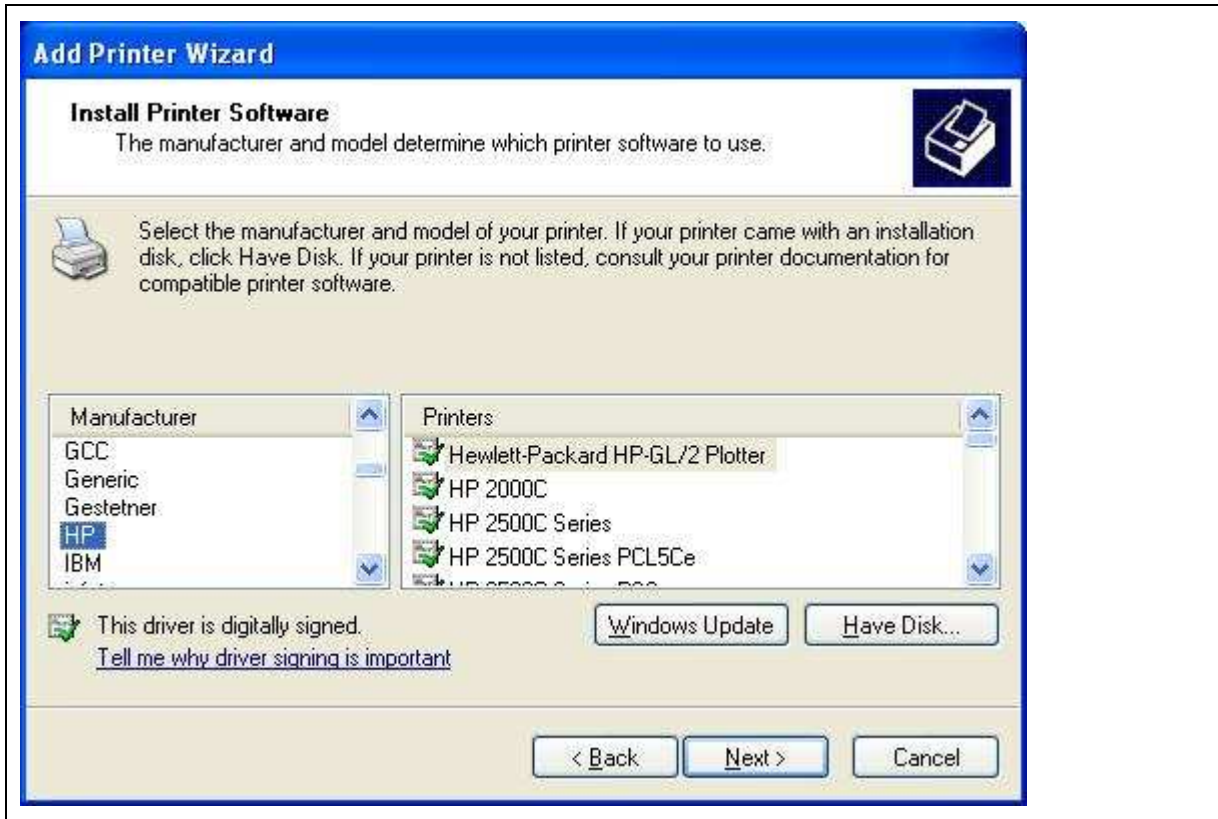 Add Printer Wizard
Install Printer Software
The manufacturer and model determine which printer software to use.
Select the manufacturer and model of your printer. If your printer came with an installation
disk, click Have Disk. If your printer is not listed, consult your printer documentation for
compatible printer software.
Manufacturer
GCC
Generic
Gestetner
HP
IBM
Printers
Hewlett-Packard HP-GL/2 Plotter
HP 2000C
HP 2500C Series
HP 2500C Series PCL5Ce
This driver is digitally signed.
Tell me why driver signing is important
Windows Update
Have Disk...
< Back
Next >
Cancel